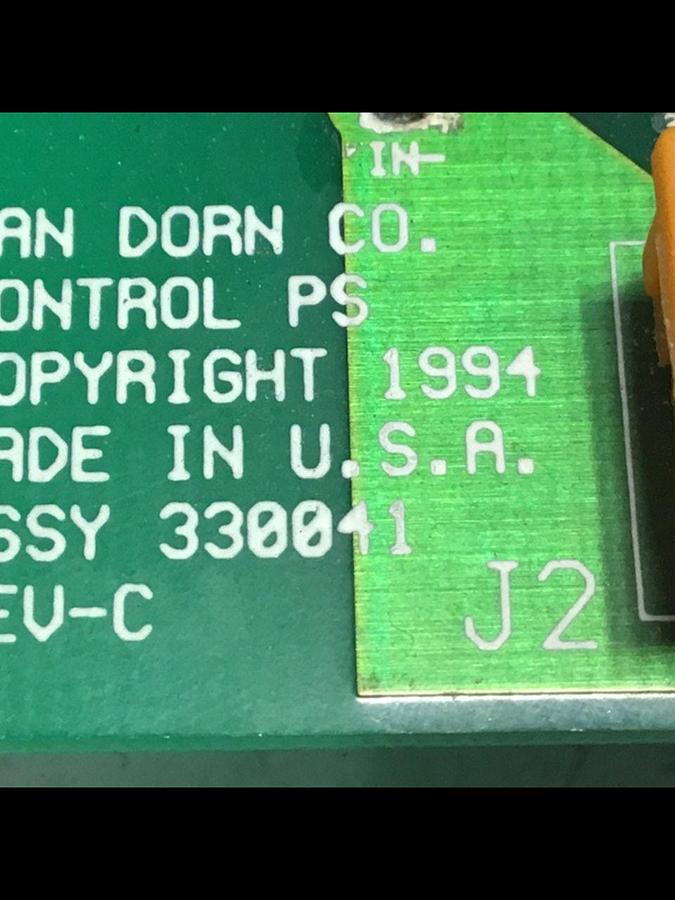 IN-
AN DORN CO.
ONTROL PS
OPYRIGHT 1994
ADE IN U.S.A.
SSY 330041
EV-C
J2